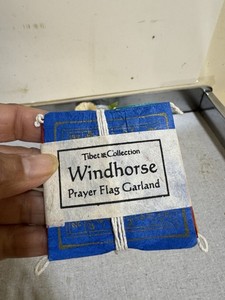 Tibet Collection
Windhorse
Prayer Flag Garland